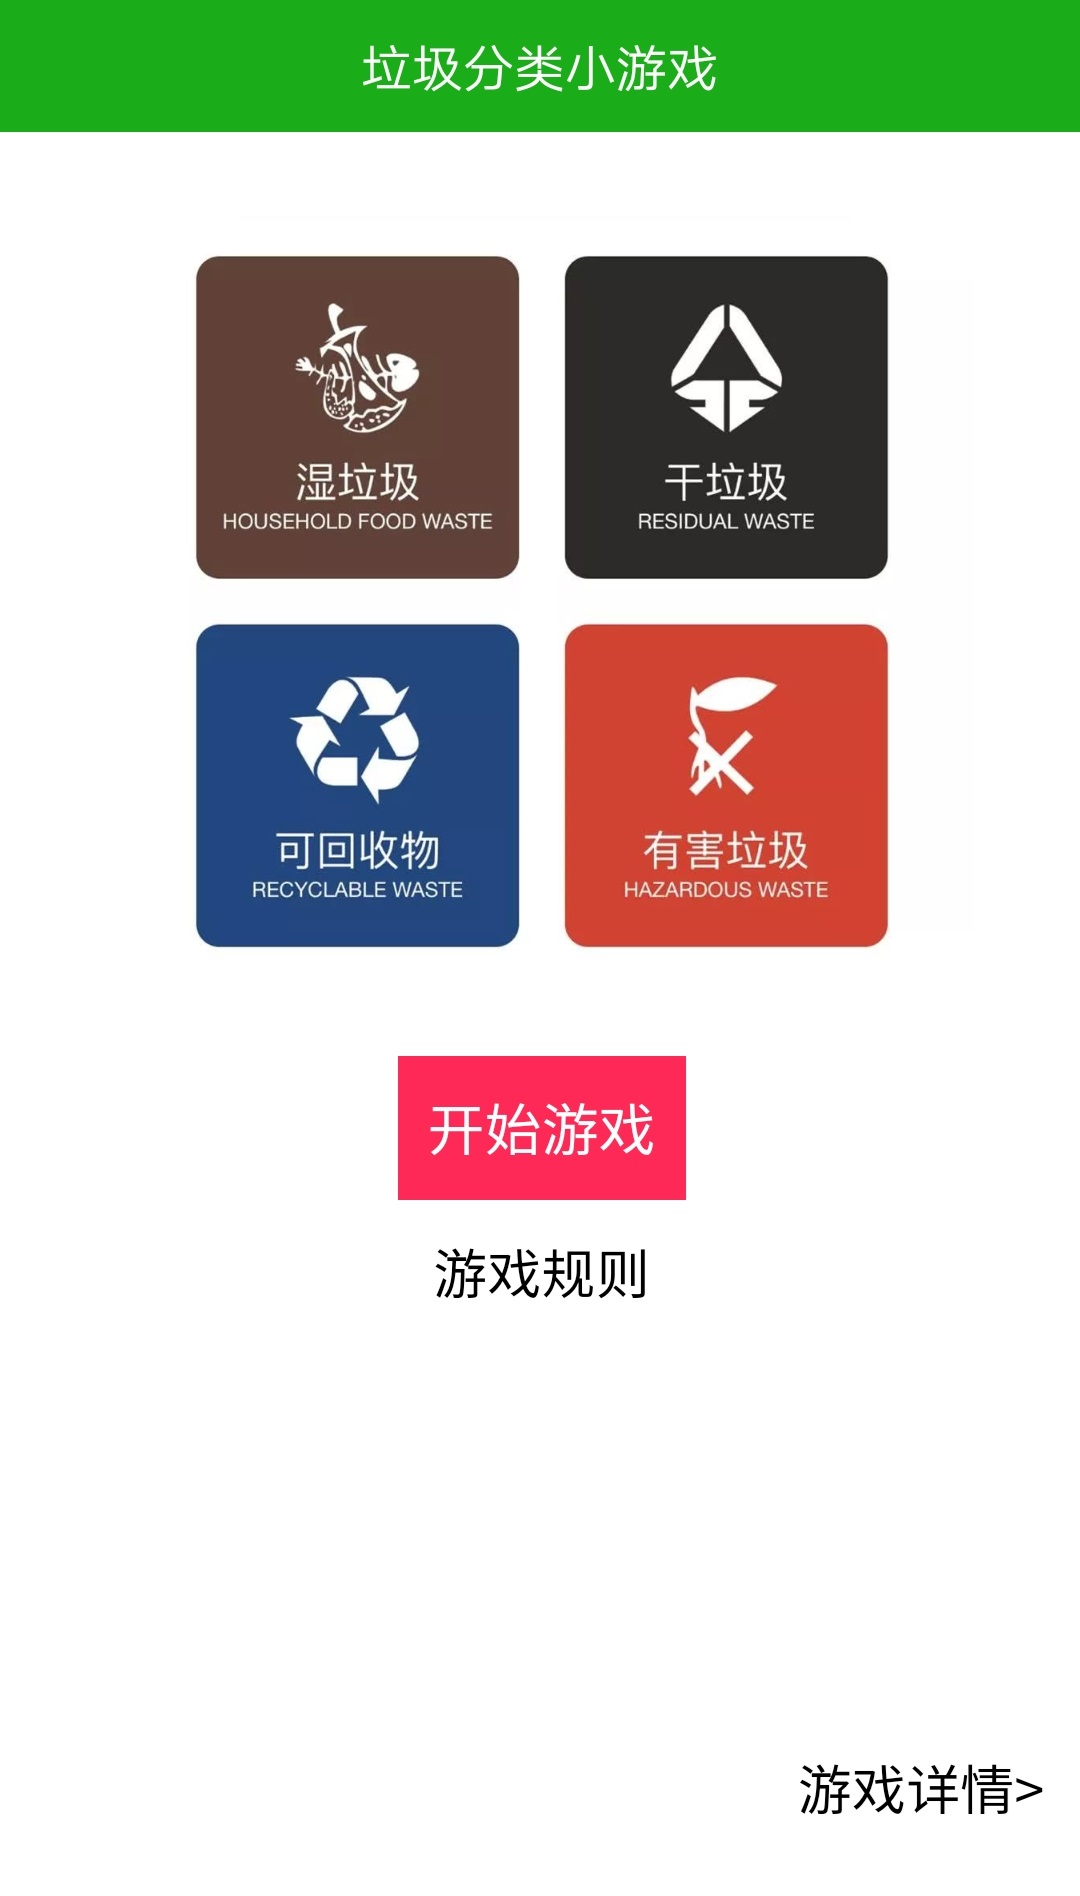 垃圾分类小游戏
湿垃圾
HOUSEHOLD FOOD WASTE
干垃圾
RESIDUAL WASTE
可回收物
RECYCLABLE WASTE
有害垃圾
HAZARDOUS WASTE
开始游戏
游戏规则
游戏详情>